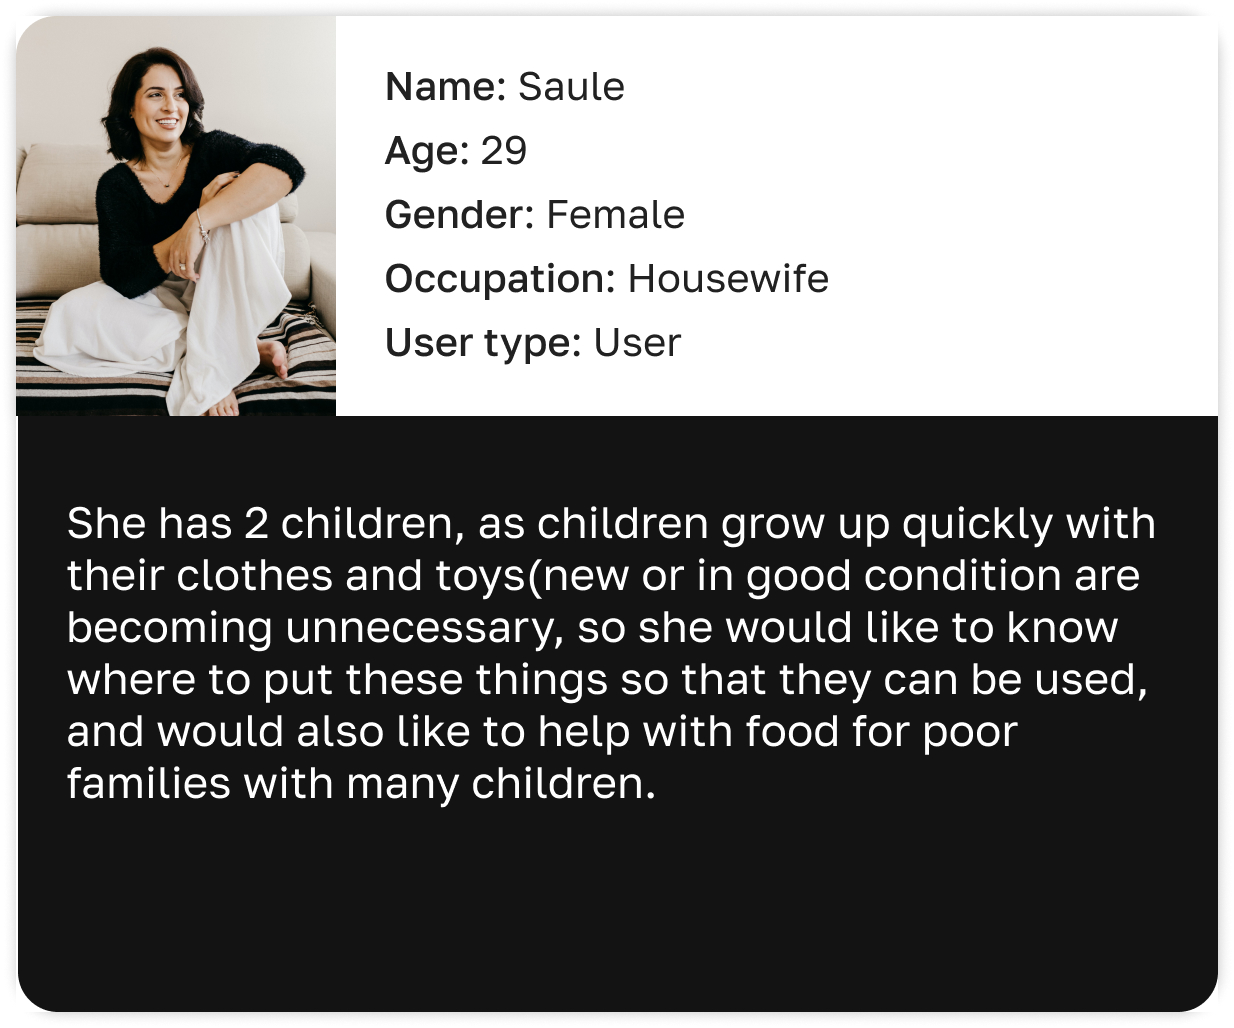 Name: Saule
Age: 29
Gender: Female
Occupation: Housewife
User type: User
She has 2 children, as children grow up quickly with
their clothes and toys(new or in good condition are
becoming unnecessary, so she would like to know
where to put these things so that they can be used,
and would also like to help with food for poor
families with many children.